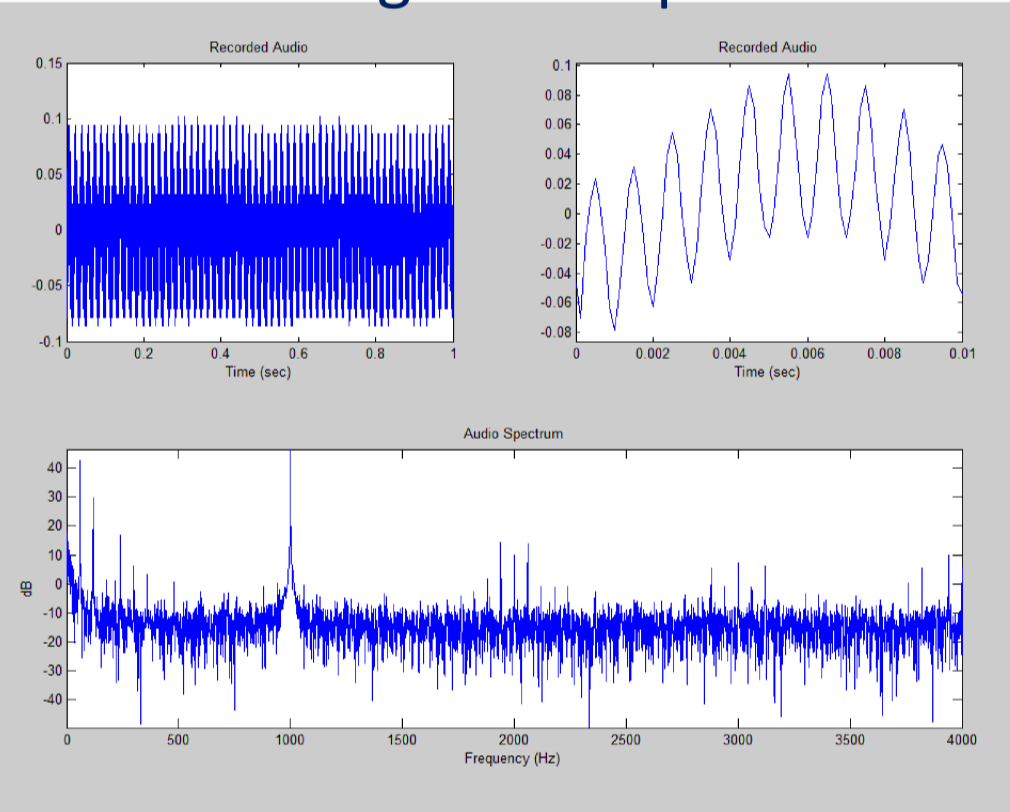 Recorded Audio
0.15
0.1
0.05
0
-0.05
-0.1
0 0.2 0.4 0.6 0.8 1
Time (sec)
Recorded Audio
0.1
0.08
0.06
0.04
0.02
0
-0.02
-0.04
-0.06
-0.08
0 0.002 0.004 0.006 0.008 0.01
Time (sec)
Audio Spectrum
dB
40
30
20
10
0
-10
-20
-30
-40
0 500 1000 1500 2000 2500 3000 3500 4000
Frequency (Hz)